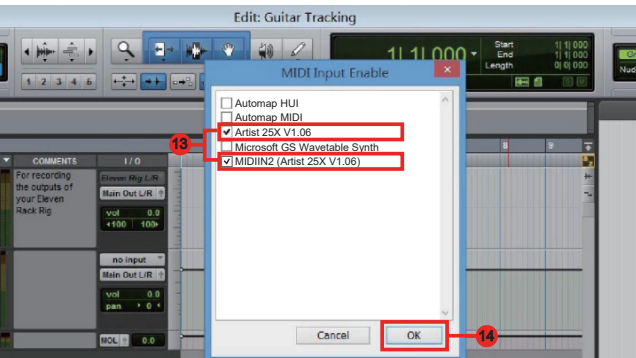 Edit: Guitar Tracking
1 2 3 4 5
1| 1| 000
Start 1| 1| 000
End 1| 1| 000
Length 0| 0| 000
Nud
MIDI Input Enable
Automap HUI
Automap MIDI
Artist 25X V1.06
Microsoft GS Wavetable Synth
MIDIIN2 (Artist 25X V1.06)
13
8 9
COMMENTS I / O
For recording
the outputs of
your Eleven
Rack Rig
Eleven Rig L/R
Main Out L/R
vol 0.0
100 100
no input
Main Out L/R
vol 0.0
pan 0
0.0
Cancel OK
14